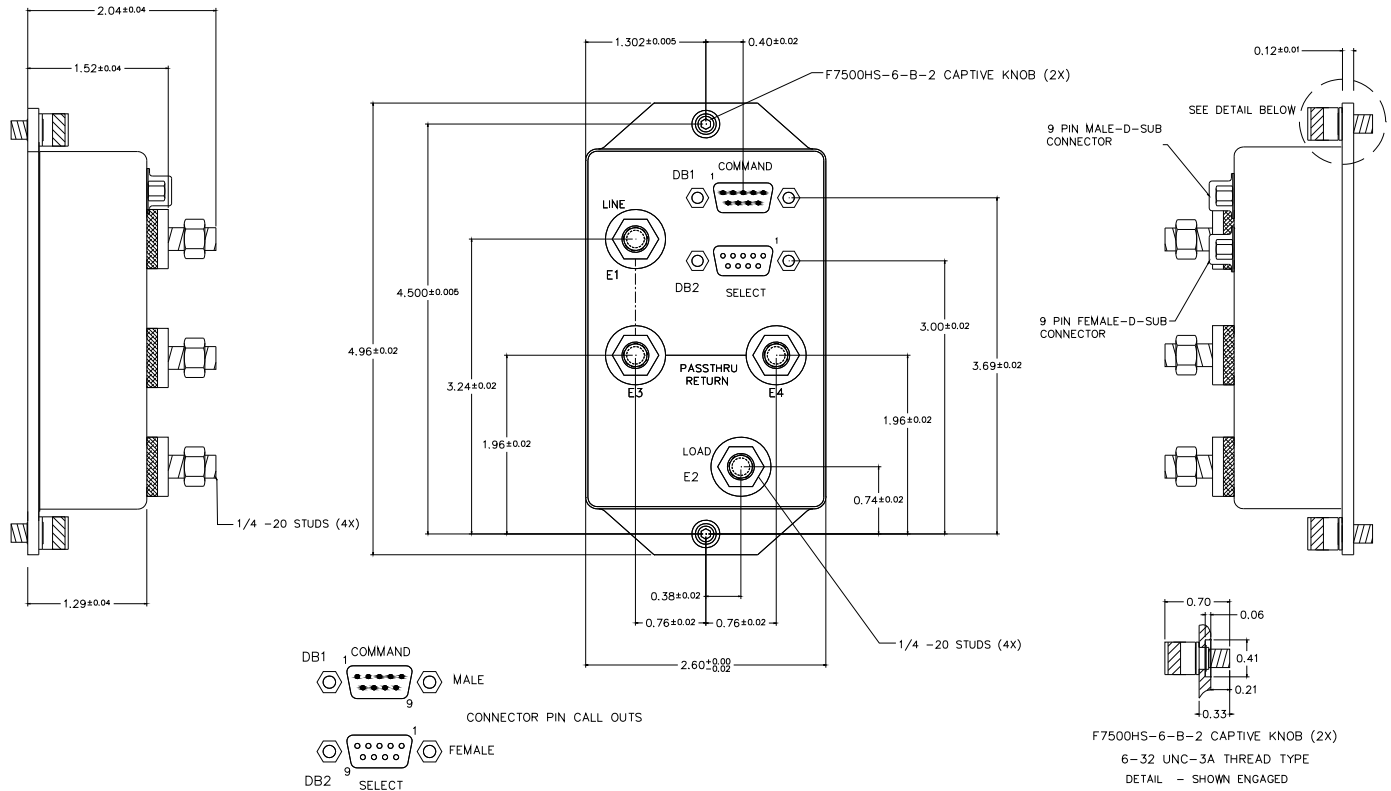 2.04±0.04
1.52±0.04
1/4 -20 STUDS (4X)
1.29±0.04
1.302±0.005
0.40±0.02
F7500HS-6-B-2 CAPTIVE KNOB (2X)
COMMAND
DB1
1
LINE
E1
1
DB2
SELECT
4.500±0.005
4.96±0.02
3.24±0.02
1.96±0.02
PASSTHRU
RETURN
E3
E4
3.00±0.02
3.69±0.02
1.96±0.02
LOAD
E2
0.74±0.02
0.38±0.02
0.76±0.02
0.76±0.02
2.60+0.00
-0.02
1/4 -20 STUDS (4X)
0.12±0.01
SEE DETAIL BELOW
9 PIN MALE-D-SUB
CONNECTOR
9 PIN FEMALE-D-SUB
CONNECTOR
DB1
1
COMMAND
MALE
9
CONNECTOR PIN CALL OUTS
1
FEMALE
9
DB2
SELECT
0.70
0.06
0.41
0.21
0.33
F7500HS-6-B-2 CAPTIVE KNOB (2X)
6-32 UNC-3A THREAD TYPE
DETAIL - SHOWN ENGAGED